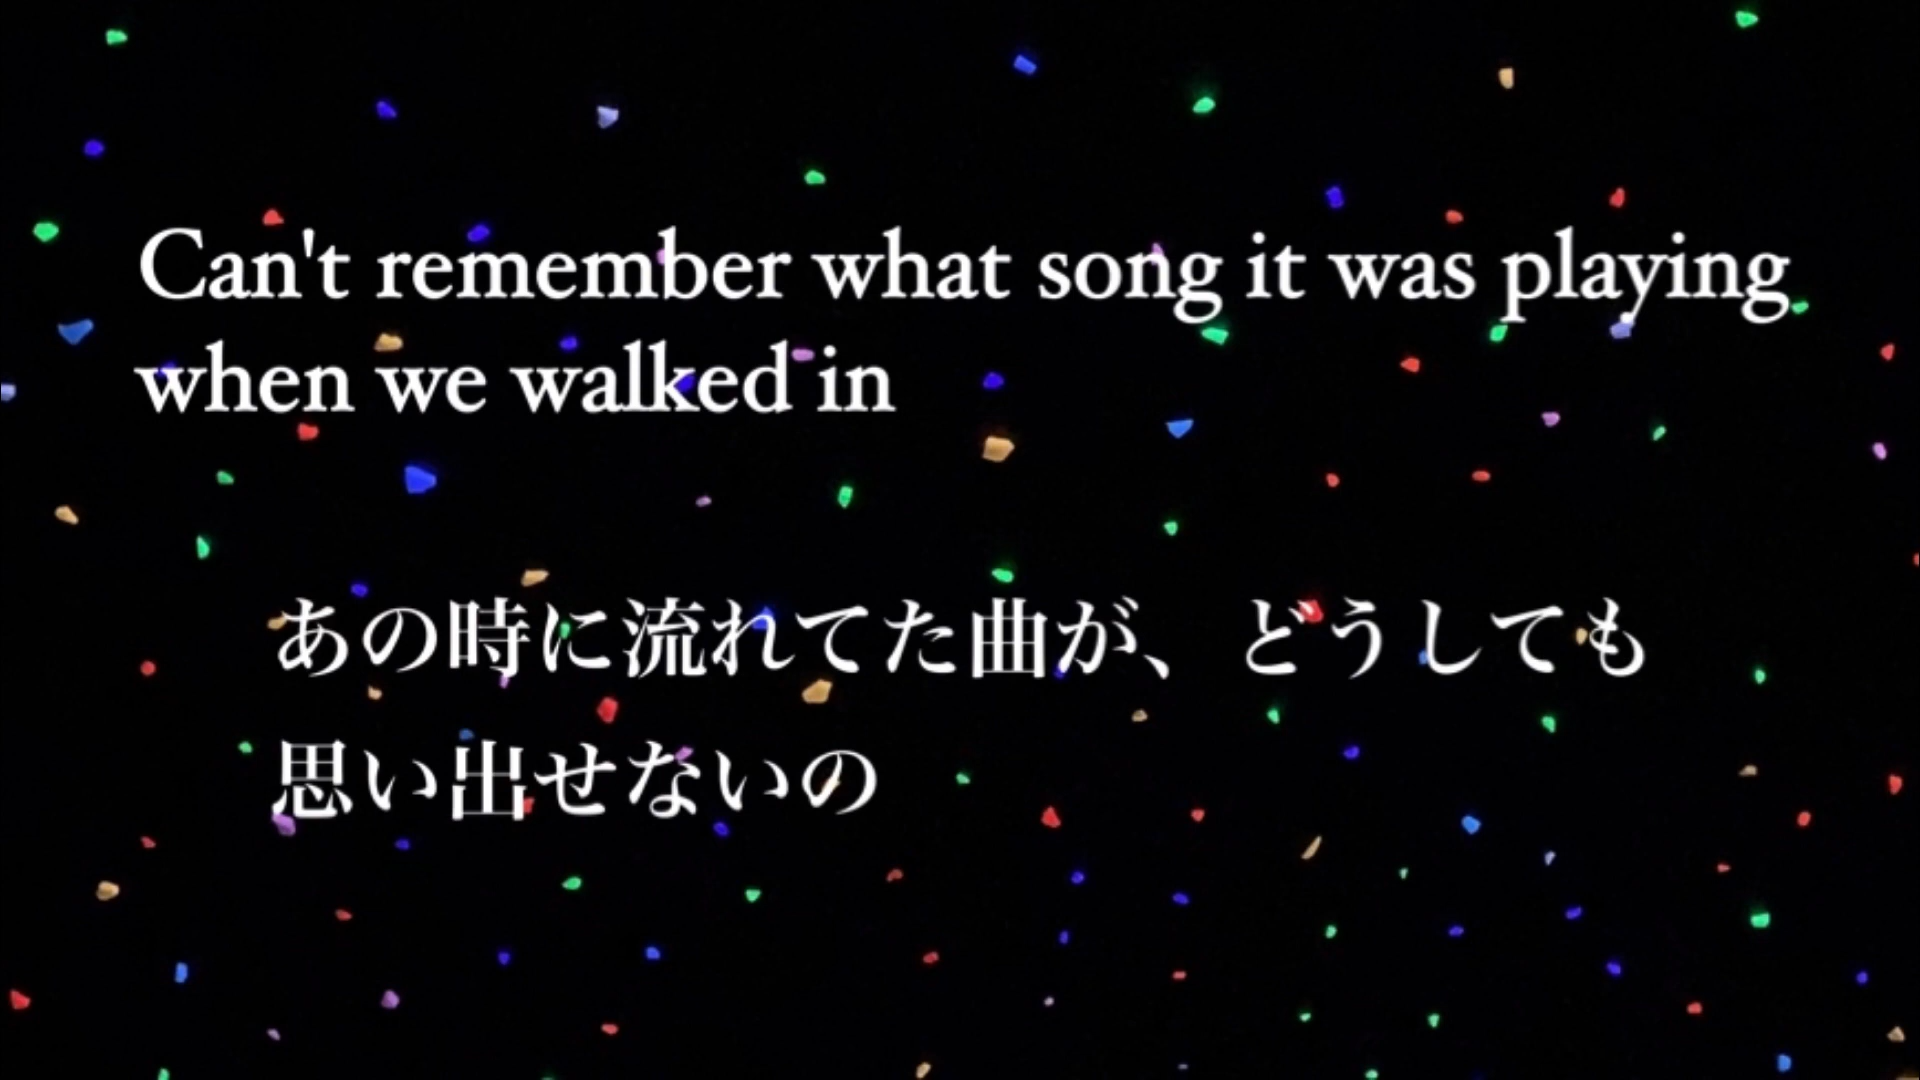 Can't remember what song it was playing
when we walked in
あの時に流れてた曲が、どうしても
思い出せないの